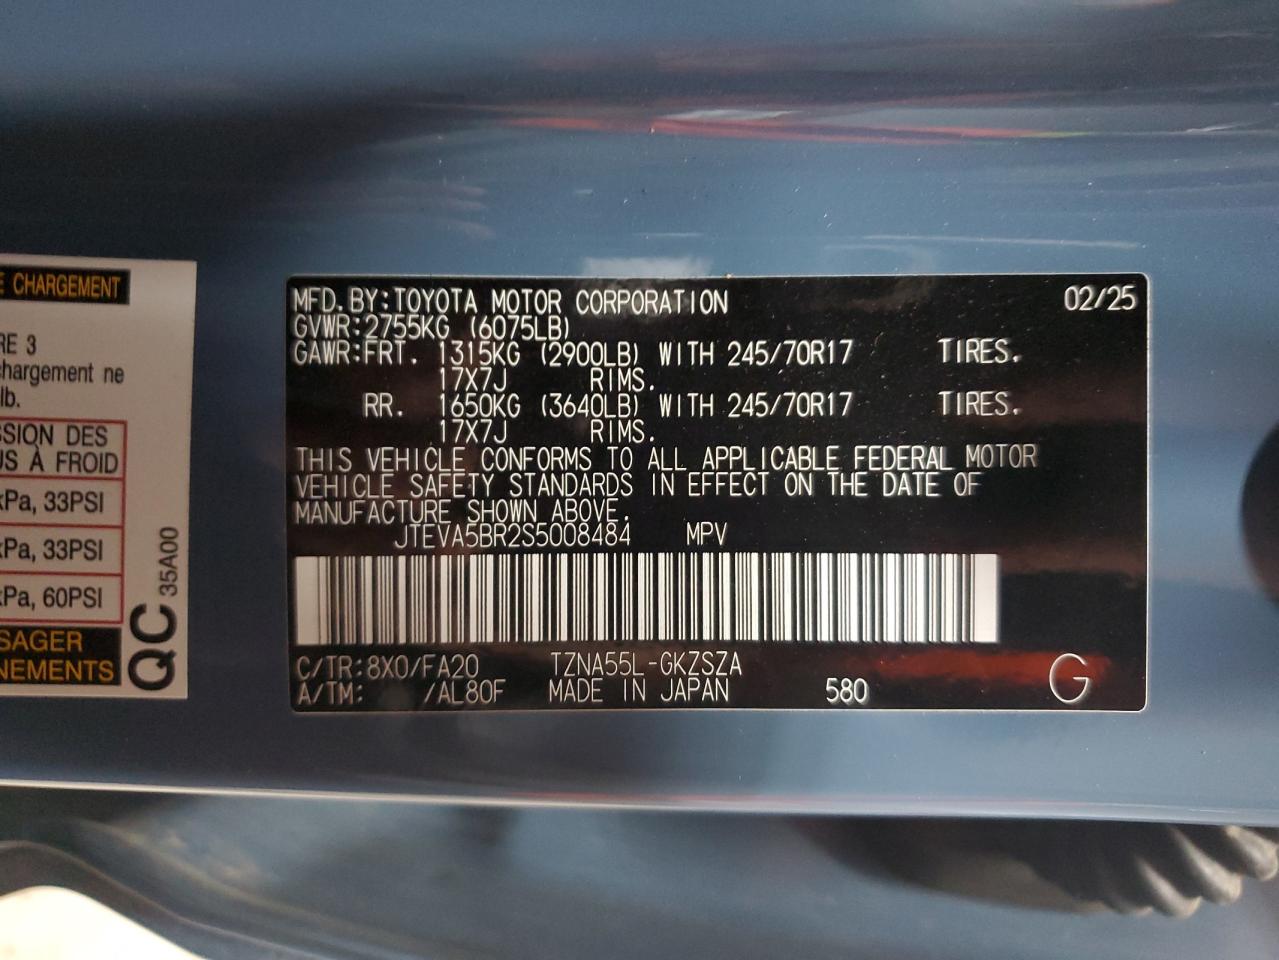 E CHARGEMENT
RE 3
chargement ne
lb.
SSION DES
US À FROID
kPa, 33PSI
kPa, 33PSI
kPa, 60PSI
SAGER
NEMENTS
QC 35A00
MFD. BY: TOYOTA MOTOR CORPORATION 02/25
GVWR: 2755KG (6075LB)
GAWR: FRT. 1315KG (2900LB) WITH 245/70R17 TIRES.
17X7J RIMS.
RR. 1650KG (3640LB) WITH 245/70R17 TIRES.
17X7J RIMS.
THIS VEHICLE CONFORMS TO ALL APPLICABLE FEDERAL MOTOR
VEHICLE SAFETY STANDARDS IN EFFECT ON THE DATE OF
MANUFACTURE SHOWN ABOVE.
JTEVA5BR2S5008484 MPV
C/TR: 8X0/FA20 TZNA55L-GKZSZA
A/TM: /AL80F MADE IN JAPAN 580 G